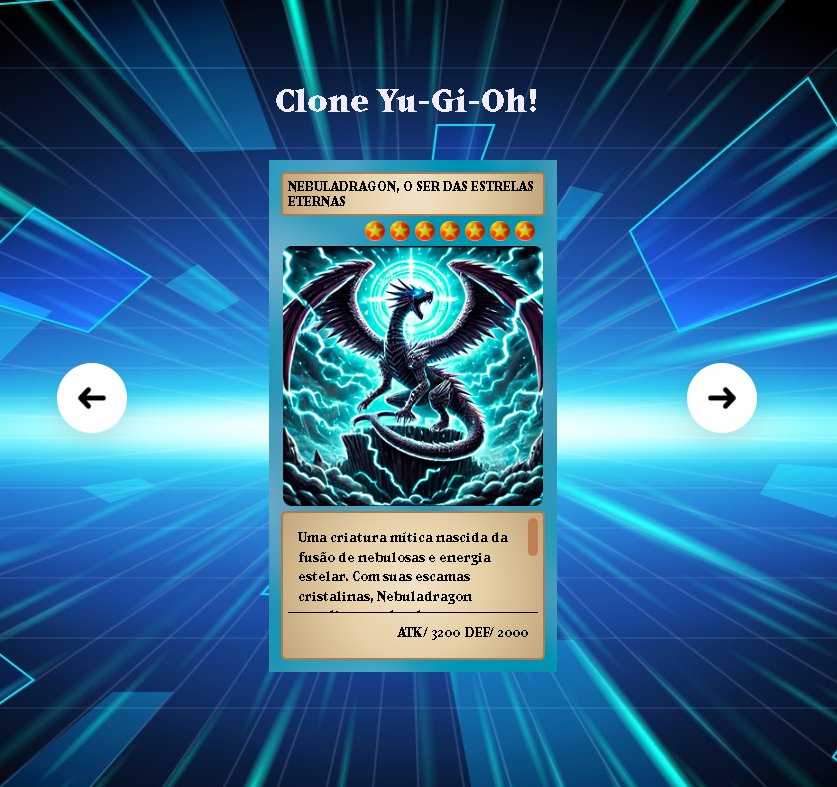 Clone Yu-Gi-Oh!
NEBULADRAGON, O SER DAS ESTRELAS
ETERNAS
Uma criatura mítica nascida da
fusão de nebulosas e energia
estelar. Com suas escamas
cristalinas, Nebuladragon
ATK/ 3200 DEF/ 2000